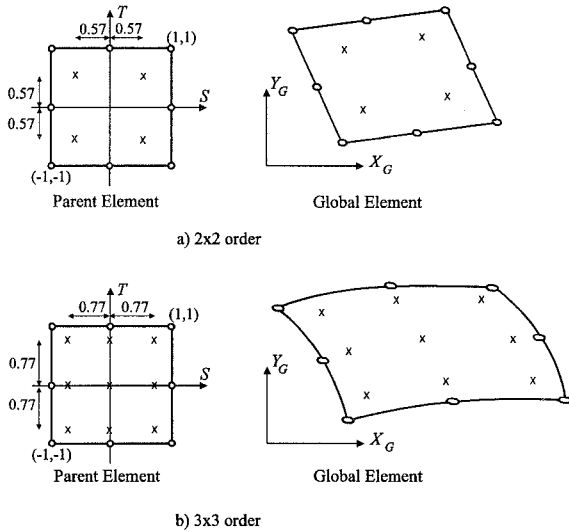 T
0.57 0.57
(1,1)
0.57
S
0.57
(-1,-1)
Parent Element
Y_G
X_G
Global Element
a) 2x2 order
T
0.77 0.77
(1,1)
0.77
S
0.77
(-1,-1)
Parent Element
Y_G
X_G
Global Element
b) 3x3 order